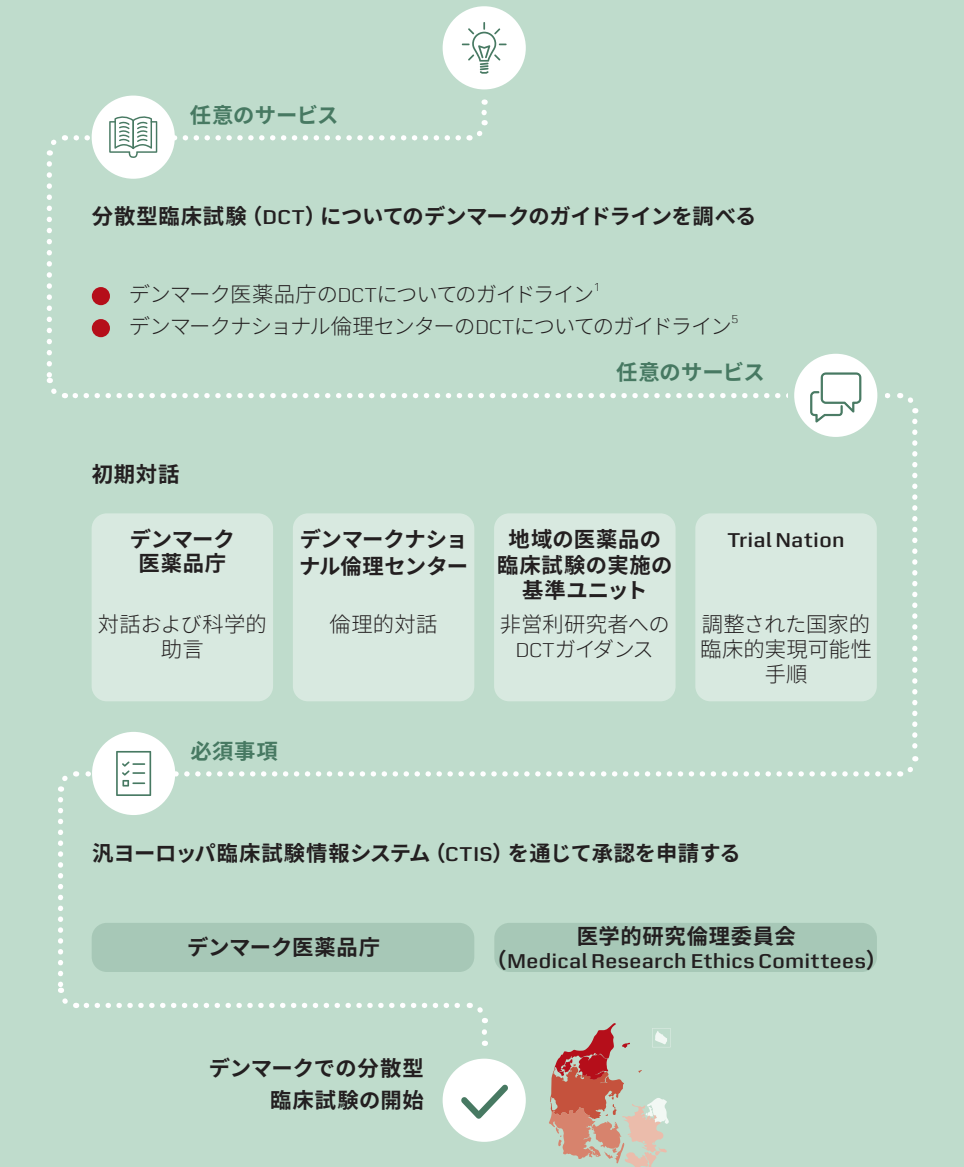 任意のサービス
分散型臨床試験（DCT）についてのデンマークのガイドラインを調べる
デンマーク医薬品庁のDCTについてのガイドライン1
デンマークナショナル倫理センターのDCTについてのガイドライン5
任意のサービス
初期対話
デンマーク
医薬品庁
対話および科学的
助言
デンマークナショ
ナル倫理センター
倫理的対話
地域の医薬品の
臨床試験の実施の
基準ユニット
非営利研究者への
DCTガイダンス
Trial Nation
調整された国家的
臨床的実現可能性
手順
必須事項
汎ヨーロッパ臨床試験情報システム（CTIS）を通じて承認を申請する
デンマーク医薬品庁
医学的研究倫理委員会
（Medical Research Ethics Comittees）
デンマークでの分散型
臨床試験の開始